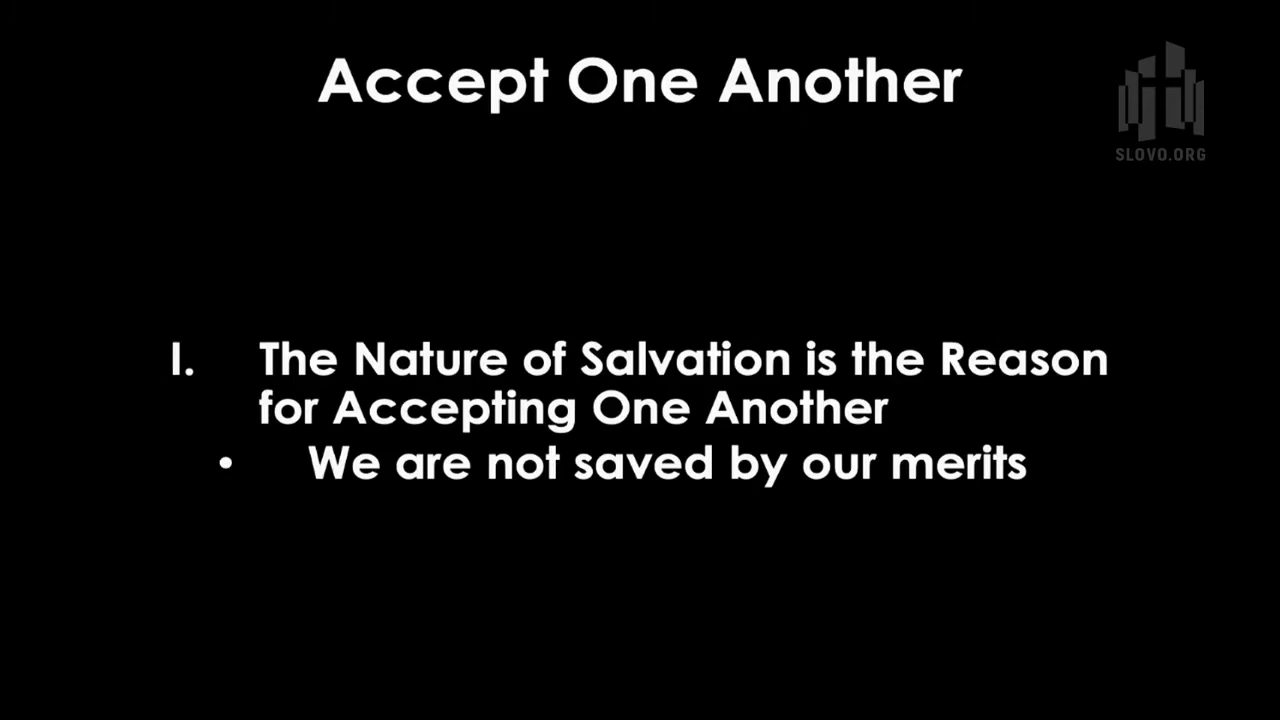 Accept One Another
SLOVO.ORG
I. The Nature of Salvation is the Reason
for Accepting One Another
• We are not saved by our merits